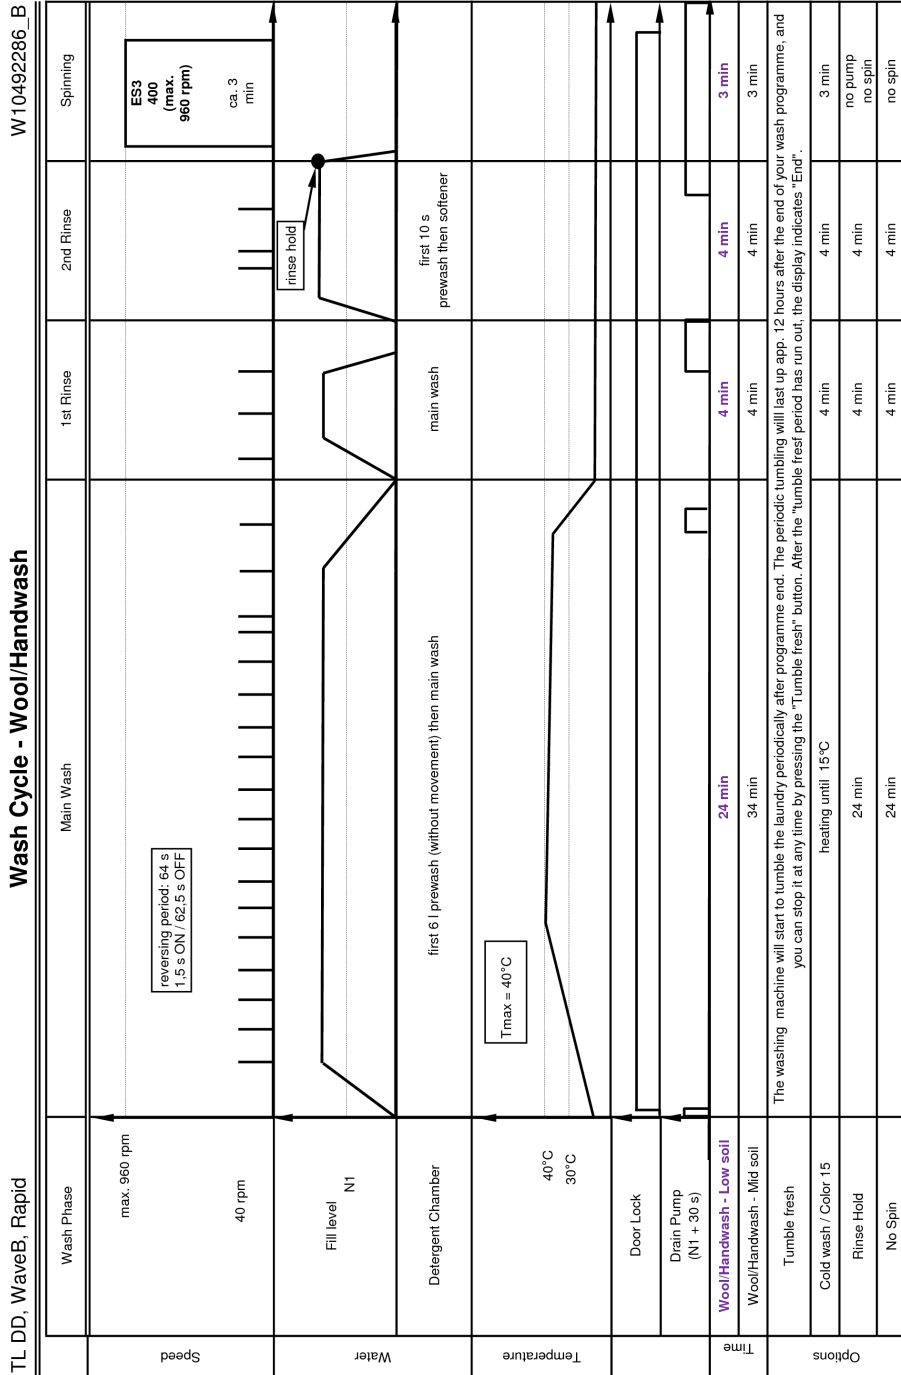 TL DD, WaveB, Rapid
Wash Cycle - Wool/Handwash
W10492286_B
Wash Phase
Main Wash
1st Rinse
2nd Rinse
Spinning
Speed
max. 960 rpm
40 rpm
reversing period: 64 s
1,5 s ON / 62,5 s OFF
ES3
400
(max.
960 rpm)
ca. 3
min
Water
Fill level
N1
rinse hold
Detergent Chamber
first 6 l prewash (without movement) then main wash
main wash
first 10 s
prewash then softener
Temperature
40°C
30°C
Tmax = 40°C
Door Lock
Drain Pump
(N1 + 30 s)
Time
Wool/Handwash - Low soil
24 min
4 min
4 min
3 min
Wool/Handwash - Mid soil
34 min
4 min
4 min
3 min
Options
Tumble fresh
The washing machine will start to tumble the laundry periodically after programme end. The periodic tumbling willl last up app. 12 hours after the end of your wash programme, and
you can stop it at any time by pressing the "Tumble fresh" button. After the "tumble fresf period has run out, the display indicates "End".
Cold wash / Color 15
heating until 15°C
4 min
4 min
3 min
Rinse Hold
24 min
4 min
4 min
no pump
no spin
No Spin
24 min
4 min
4 min
no spin